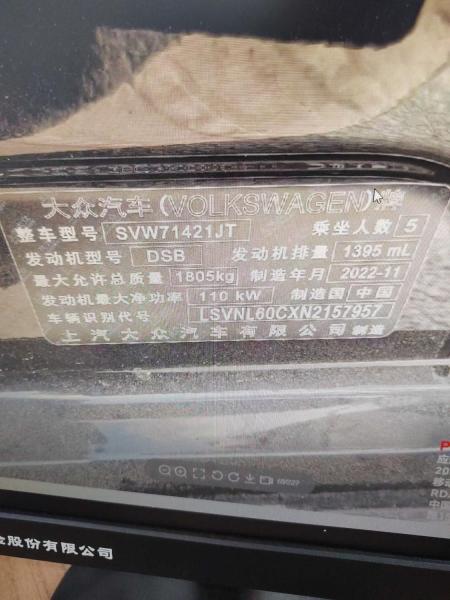 大众汽车(VOLKSWAGEN)牌
整车型号 SVW71421JT 乘坐人数 5
发动机型号 DSB 发动机排量 1395 mL
最大允许总质量 1805kg 制造年月 2022-11
发动机最大净功率 110 kW 制造国 中国
车辆识别代号 LSVNL60CXN2157957
上汽大众汽车有限公司 制造
股份有限公司